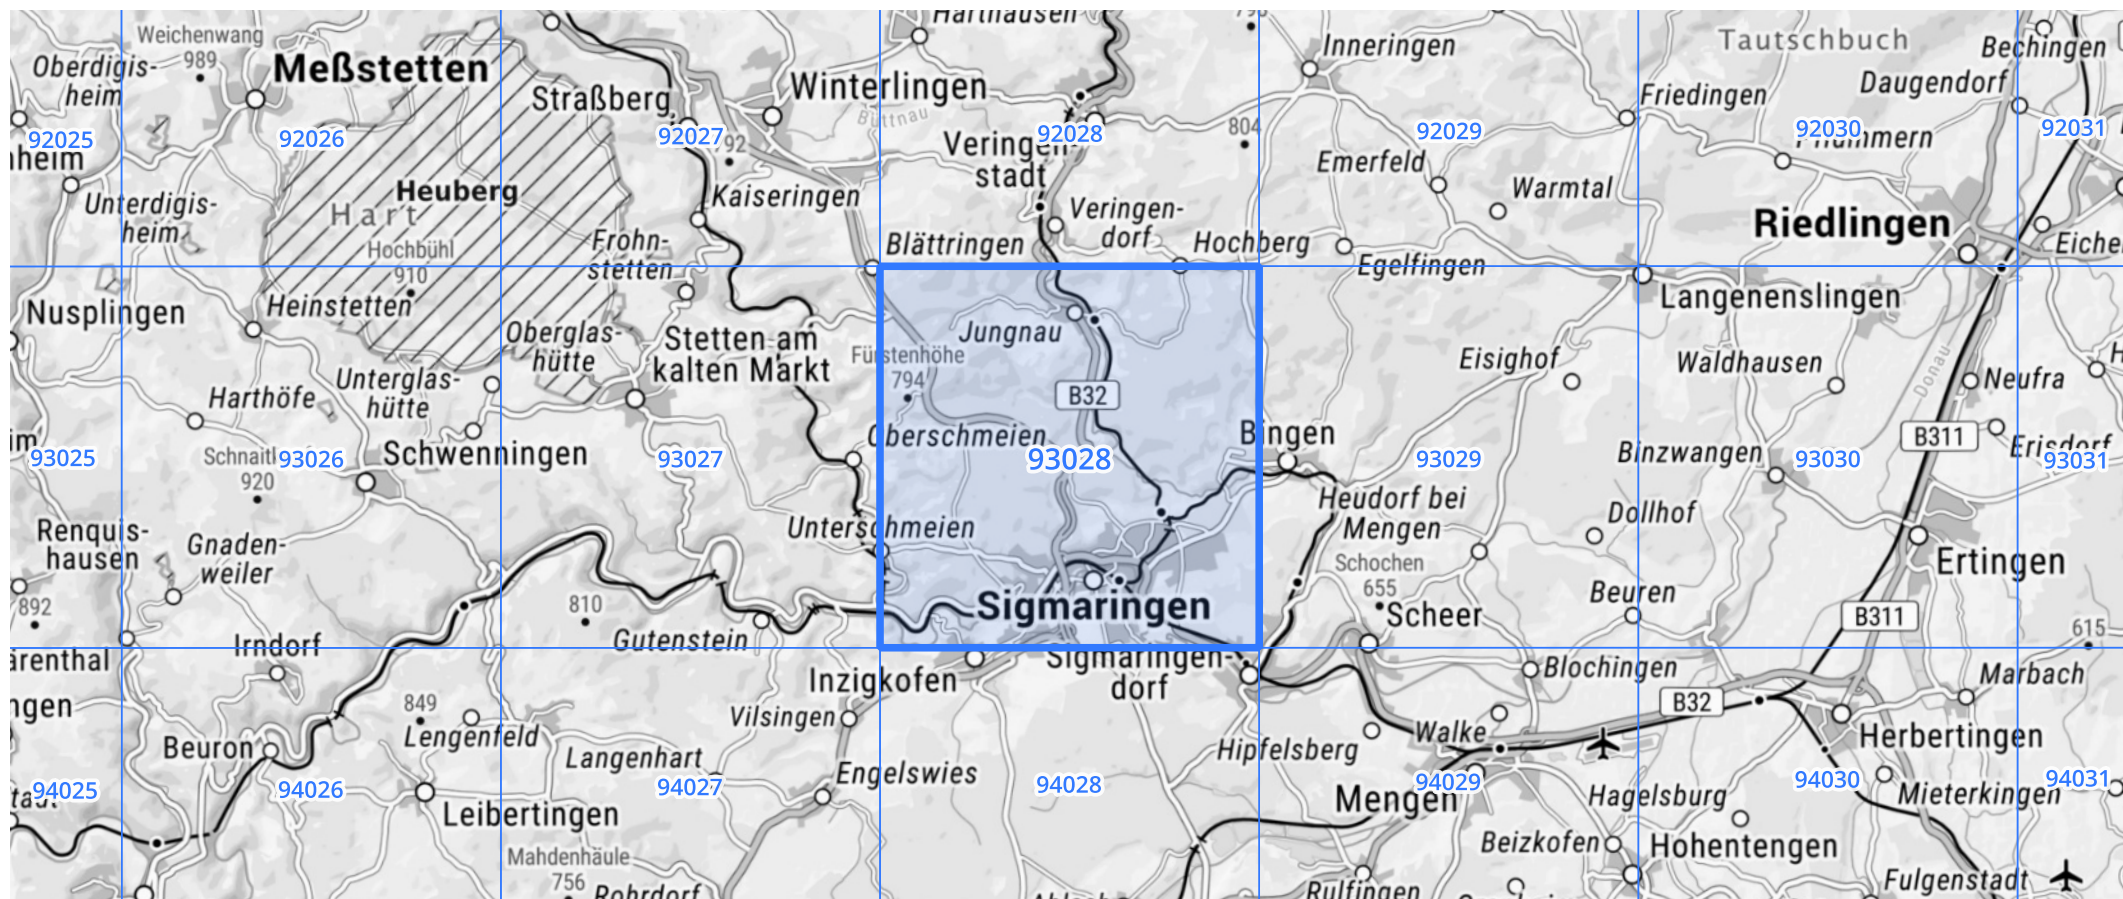 Weichenwang
989
Oberdigis-
heim
Meßstetten
Straßberg
Winterlingen
Harthausen
Inneringen
Tautschbuch
Bechingen
Daugendorf
Friedingen
Büttnau
92025
92026
92027
92028
92029
92030
92031
nheim
Veringen-
stadt
804
Emerfeld
Warmtal
Unterdigis-
heim
Heuberg
Hart
Hochbühl
910
Kaiseringen
Frohn-
stetten
Blättringen
Veringen-
dorf
Hochberg
Egelfingen
Riedlingen
Nusplingen
Heinstetten
Oberglas-
hütte
Stetten am
kalten Markt
Jungnau
Fürstenhöhe
794
Langenenslingen
Eisighof
Waldhausen
Donau
Neufra
Harthöfe
Unterglas-
hütte
B32
Oberschmeien
Bingen
B311
Erisdorf
93025
93026
93027
93028
93029
93030
93031
920
Schwenningen
Binzwangen
Renquis-
hausen
Gnaden-
weiler
Unterschmeien
Heudorf bei
Mengen
Dollhof
Schochen
655
Ertingen
892
810
Gutenstein
Sigmaringen
Scheer
Beuren
B311
615
Irndorf
Inzigkofen
Sigmaringen-
dorf
Blochingen
Marbach
849
Lengenfeld
Vilsingen
Walke
B32
Beuron
Langenhart
Engelswies
Hipfelsberg
Herbertingen
94025
94026
94027
94028
94029
94030
94031
Leibertingen
Mengen
Hagelsburg
Mieterkingen
Beizkofen
Hohentengen
Mahdenhäule
756
Rohrdorf
Rulfingen
Fulgenstadt